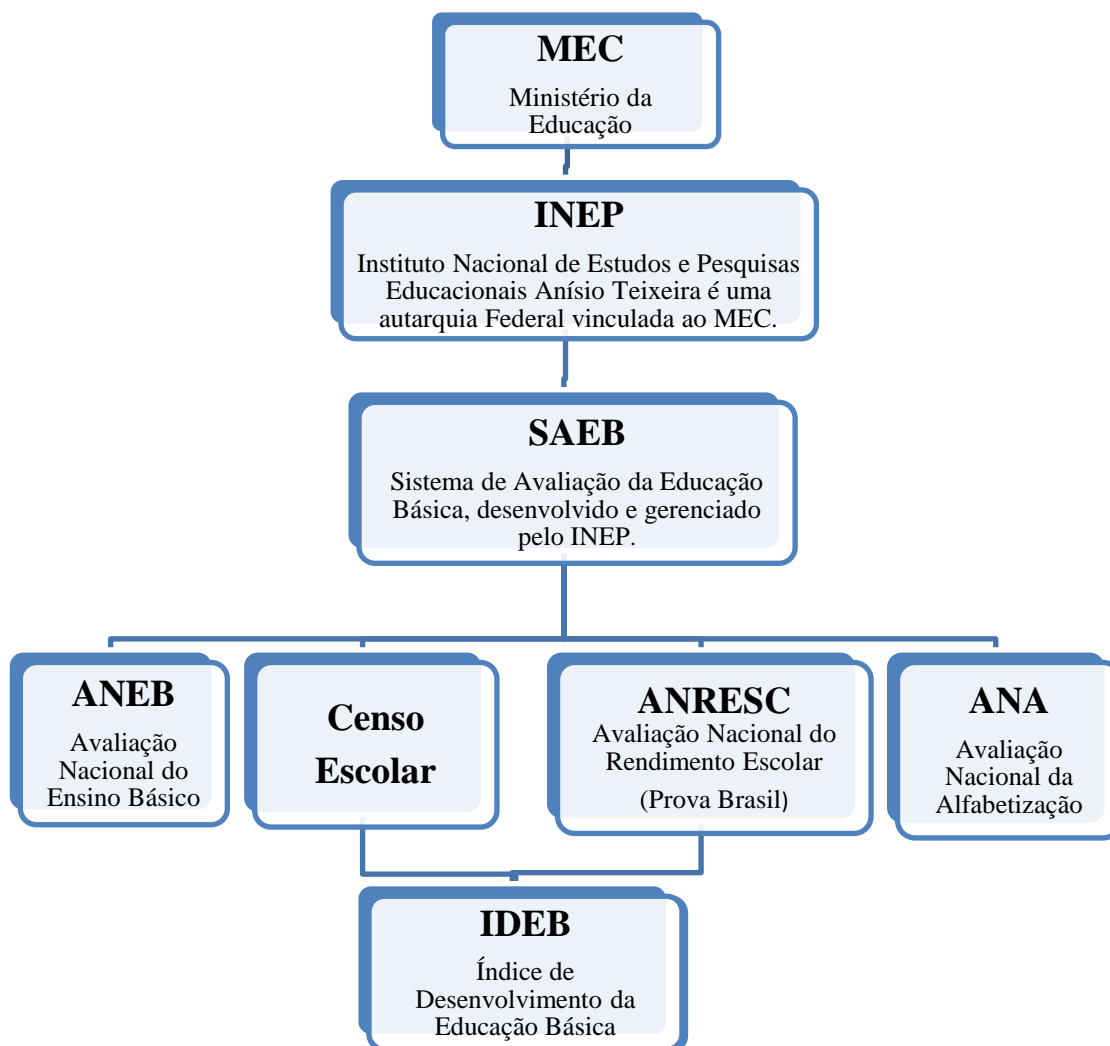 MEC
Ministério da
Educação
INEP
Instituto Nacional de Estudos e Pesquisas
Educacionais Anísio Teixeira é uma
autarquia Federal vinculada ao MEC.
SAEB
Sistema de Avaliação da Educação
Básica, desenvolvido e gerenciado
pelo INEP.
ANEB
Avaliação
Nacional do
Ensino Básico
Censo
Escolar
ANRESC
Avaliação Nacional do
Rendimento Escolar
(Prova Brasil)
ANA
Avaliação
Nacional da
Alfabetização
IDEB
Índice de
Desenvolvimento da
Educação Básica